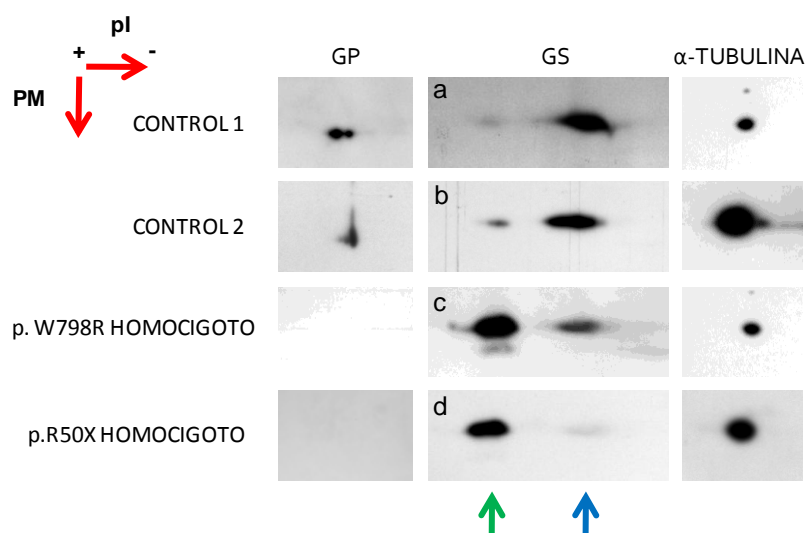 pI
+ -
PM
GP GS α-TUBULINA
CONTROL 1 a
CONTROL 2 b
p. W798R HOMOCIGOTO c
p.R50X HOMOCIGOTO d